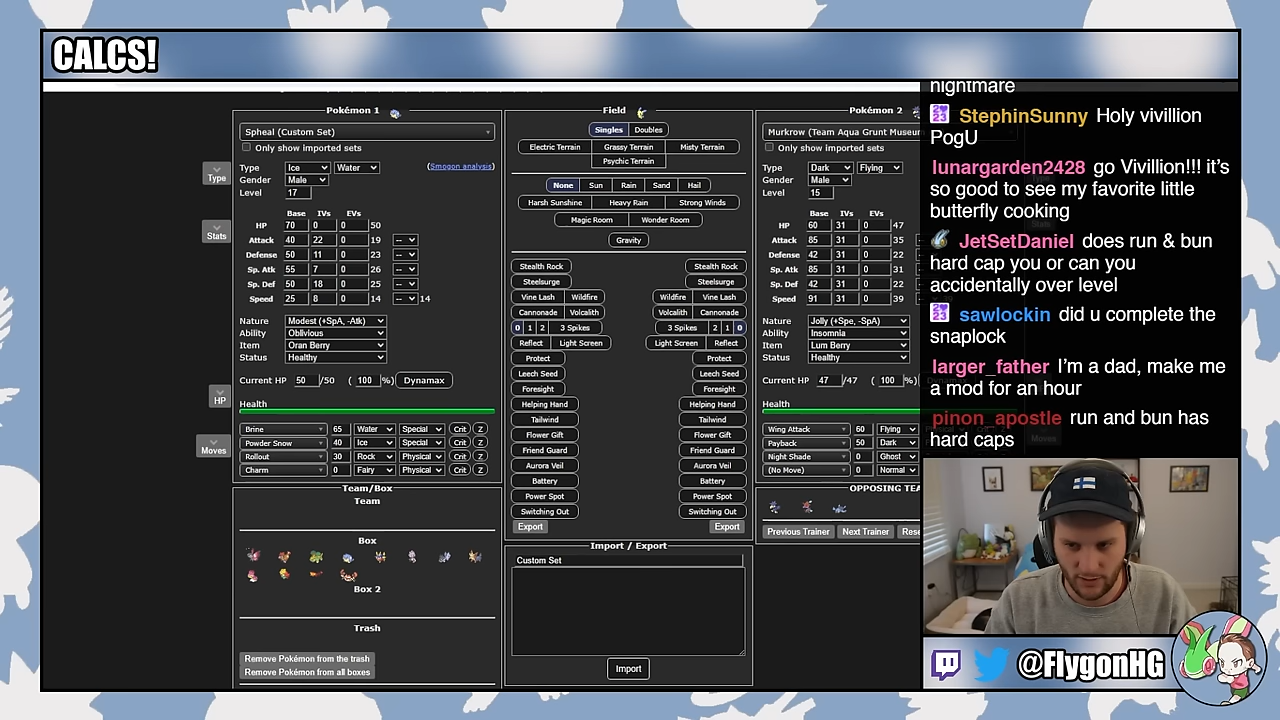 CALCS!
Pokémon 1
Spheal (Custom Set)
Only show imported sets
Type Ice Water (Smogon analysis)
Gender Male
Level 17
Base IVs EVs
HP 70 0 0 50
Attack 40 22 0 19 --
Defense 50 11 0 23 --
Sp. Atk 55 7 0 26 --
Sp. Def 50 18 0 25 --
Speed 25 8 0 14 -- 14
Nature Modest (+SpA, -Atk)
Ability Oblivious
Item Oran Berry
Status Healthy
Current HP 50 /50 ( 100 %) Dynamax
Health
Brine 65 Water Special Crit Z
Powder Snow 40 Ice Special Crit Z
Rollout 30 Rock Physical Crit Z
Charm 0 Fairy Physical Crit Z
Team/Box
Team
Box
Box 2
Trash
Remove Pokémon from the trash
Remove Pokémon from all boxes
Type
Stats
HP
Moves
Field
Singles Doubles
Electric Terrain Grassy Terrain Misty Terrain
Psychic Terrain
None Sun Rain Sand Hail
Harsh Sunshine Heavy Rain Strong Winds
Magic Room Wonder Room
Gravity
Stealth Rock Stealth Rock
Steelsurge Steelsurge
Vine Lash Wildfire Wildfire Vine Lash
Cannonade Volcalith Volcalith Cannonade
0 1 2 3 Spikes 3 Spikes 2 1 0
Reflect Light Screen Light Screen Reflect
Protect Protect
Leech Seed Leech Seed
Foresight Foresight
Helping Hand Helping Hand
Tailwind Tailwind
Flower Gift Flower Gift
Friend Guard Friend Guard
Aurora Veil Aurora Veil
Battery Battery
Power Spot Power Spot
Switching Out Switching Out
Export Export
Import / Export
Custom Set
Import
Pokémon 2
Murkrow (Team Aqua Grunt Museum
Only show imported sets
Type Dark Flying
Gender Male
Level 15
Base IVs EVs
HP 60 31 0 47
Attack 85 31 0 35
Defense 42 31 0 22
Sp. Atk 85 31 0 31
Sp. Def 42 31 0 22
Speed 91 31 0 39
Nature Jolly (+Spe, -SpA)
Ability Insomnia
Item Lum Berry
Status Healthy
Current HP 47 /47 ( 100 %)
Health
Wing Attack 60 Flying
Payback 50 Dark
Night Shade 0 Ghost
(No Move) 0 Normal
OPPOSING TEA
Previous Trainer Next Trainer Rese
nightmare
StephinSunny Holy vivillion
PogU
lunargarden2428 go Vivillion!!! it's
so good to see my favorite little
butterfly cooking
JetSetDaniel does run & bun
hard cap you or can you
accidentally over level
sawlockin did u complete the
snaplock
larger_father I'm a dad, make me
a mod for an hour
pinon_apostle run and bun has
hard caps
@FlygonHG